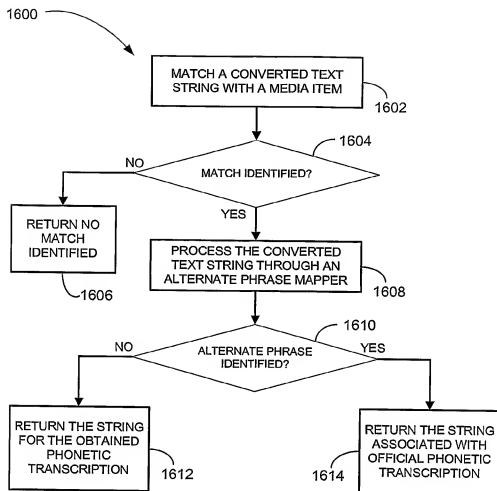 1600
MATCH A CONVERTED TEXT
STRING WITH A MEDIA ITEM
1602
1604
NO
MATCH IDENTIFIED?
YES
RETURN NO
MATCH
IDENTIFIED
1606
PROCESS THE CONVERTED
TEXT STRING THROUGH AN
ALTERNATE PHRASE MAPPER
1608
1610
NO
ALTERNATE PHRASE
IDENTIFIED?
YES
RETURN THE STRING
FOR THE OBTAINED
PHONETIC
TRANSCRIPTION
1612
RETURN THE STRING
ASSOCIATED WITH
OFFICIAL PHONETIC
TRANSCRIPTION
1614